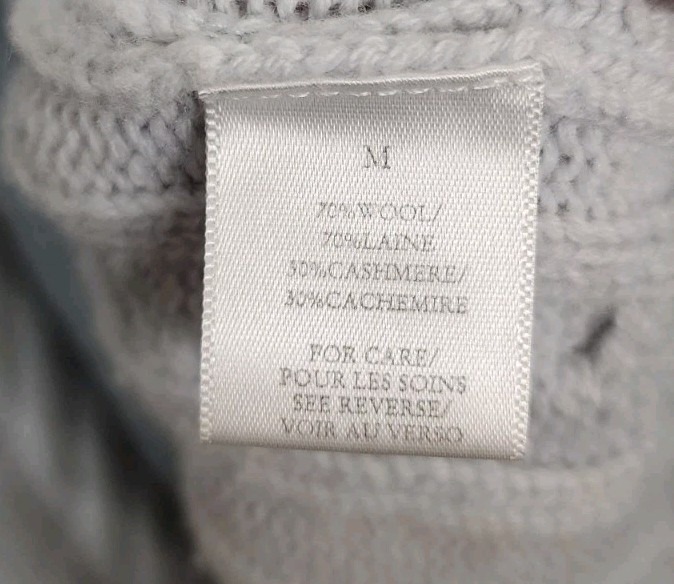 M
70%WOOL/
70%LAINE
30%CASHMERE/
30%CACHEMIRE
FOR CARE/
POUR LES SOINS
SEE REVERSE/
VOIR AU VERSO